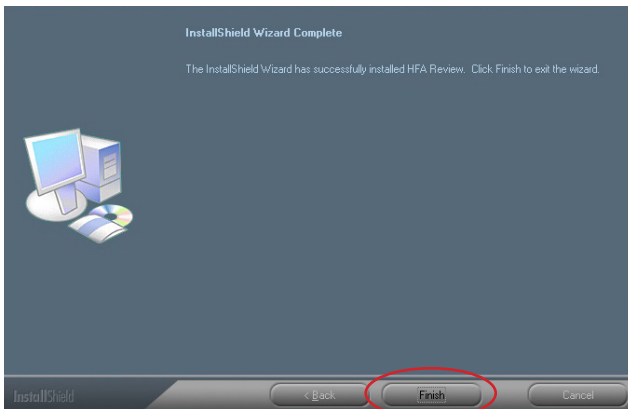 InstallShield Wizard Complete
The InstallShield Wizard has successfully installed HFA Review. Click Finish to exit the wizard.
InstallShield
< Back
Finish
Cancel